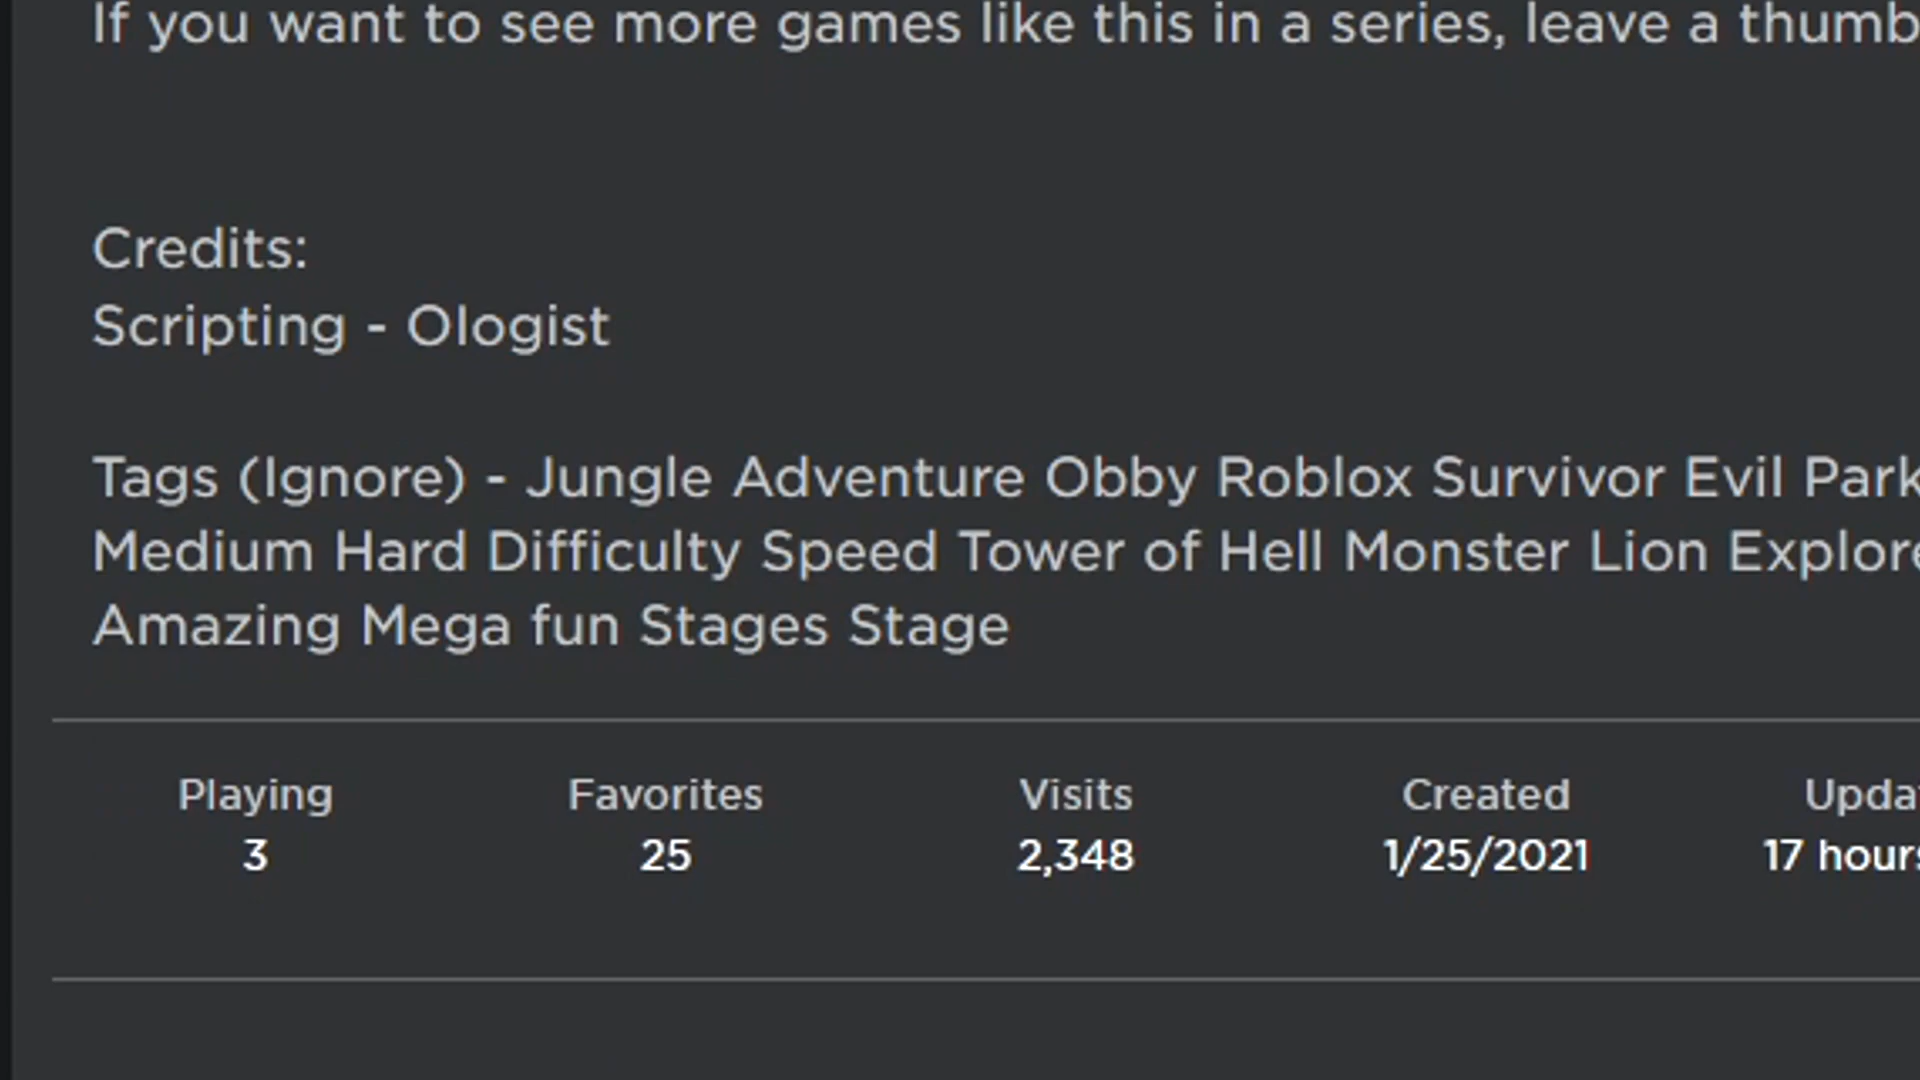 If you want to see more games like this in a series, leave a thumb
Credits:
Scripting - Ologist
Tags (Ignore) - Jungle Adventure Obby Roblox Survivor Evil Park
Medium Hard Difficulty Speed Tower of Hell Monster Lion Explore
Amazing Mega fun Stages Stage
Playing Favorites Visits Created Updat
3 25 2,348 1/25/2021 17 hours